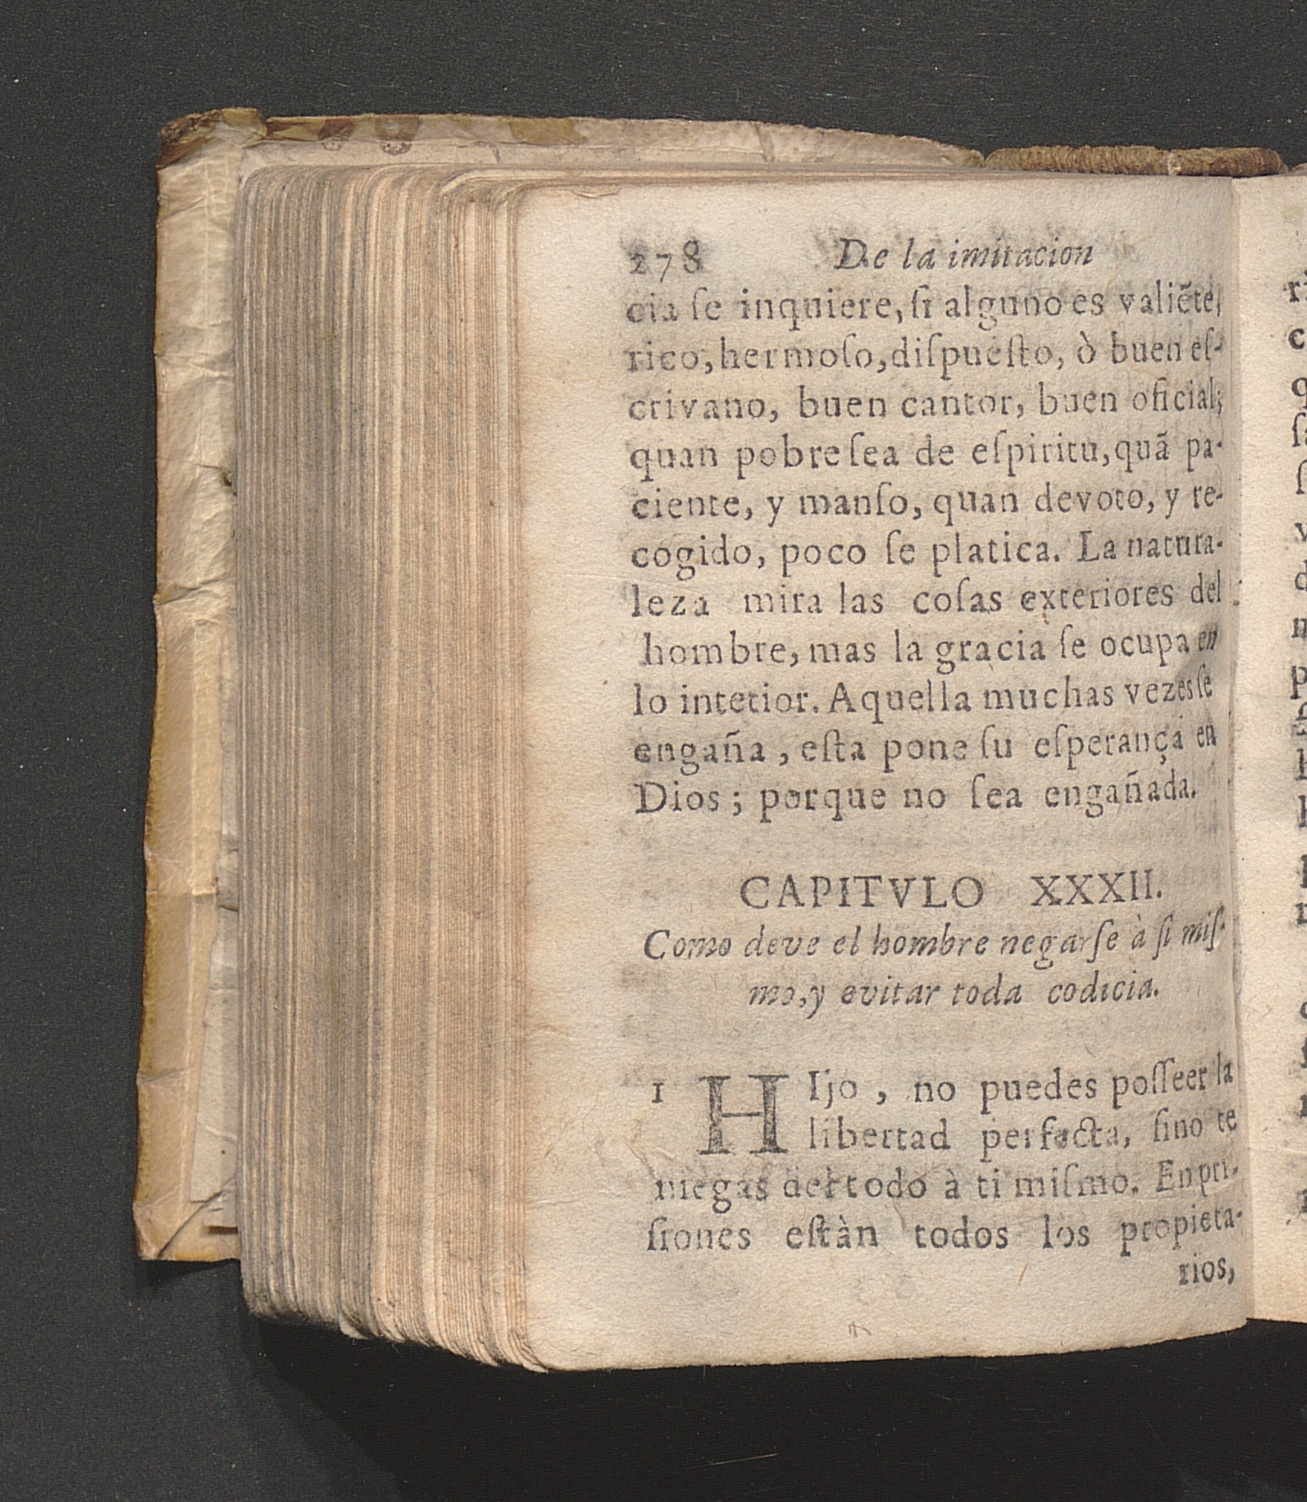 278 De la imitacion
cia ſe inquiere, ſi alguno es valiẽte,
rico, hermoſo, diſpueſto, ò buen eſ-
crivano, buen cantor, buen oficial;
quan pobre ſea de eſpiritu, quã pa-
ciente, y manſo, quan devoto, y re-
cogido, poco ſe platica. La natura-
leza mira las coſas exteriores del
hombre, mas la gracia ſe ocupa en
lo interior. Aquella muchas vezes ſe
engaña, eſta pone ſu eſperança en
Dios; porque no ſea engañada.
CAPITVLO XXXII.
Como deve el hombre negarſe à ſi miſ-
mo, y evitar toda codicia.
1 HIjo, no puedes poſſeer la
libertad perfecta, ſino te
niegas del todo à ti miſmo. En pri-
ſiones eſtàn todos los propieta-
rios,